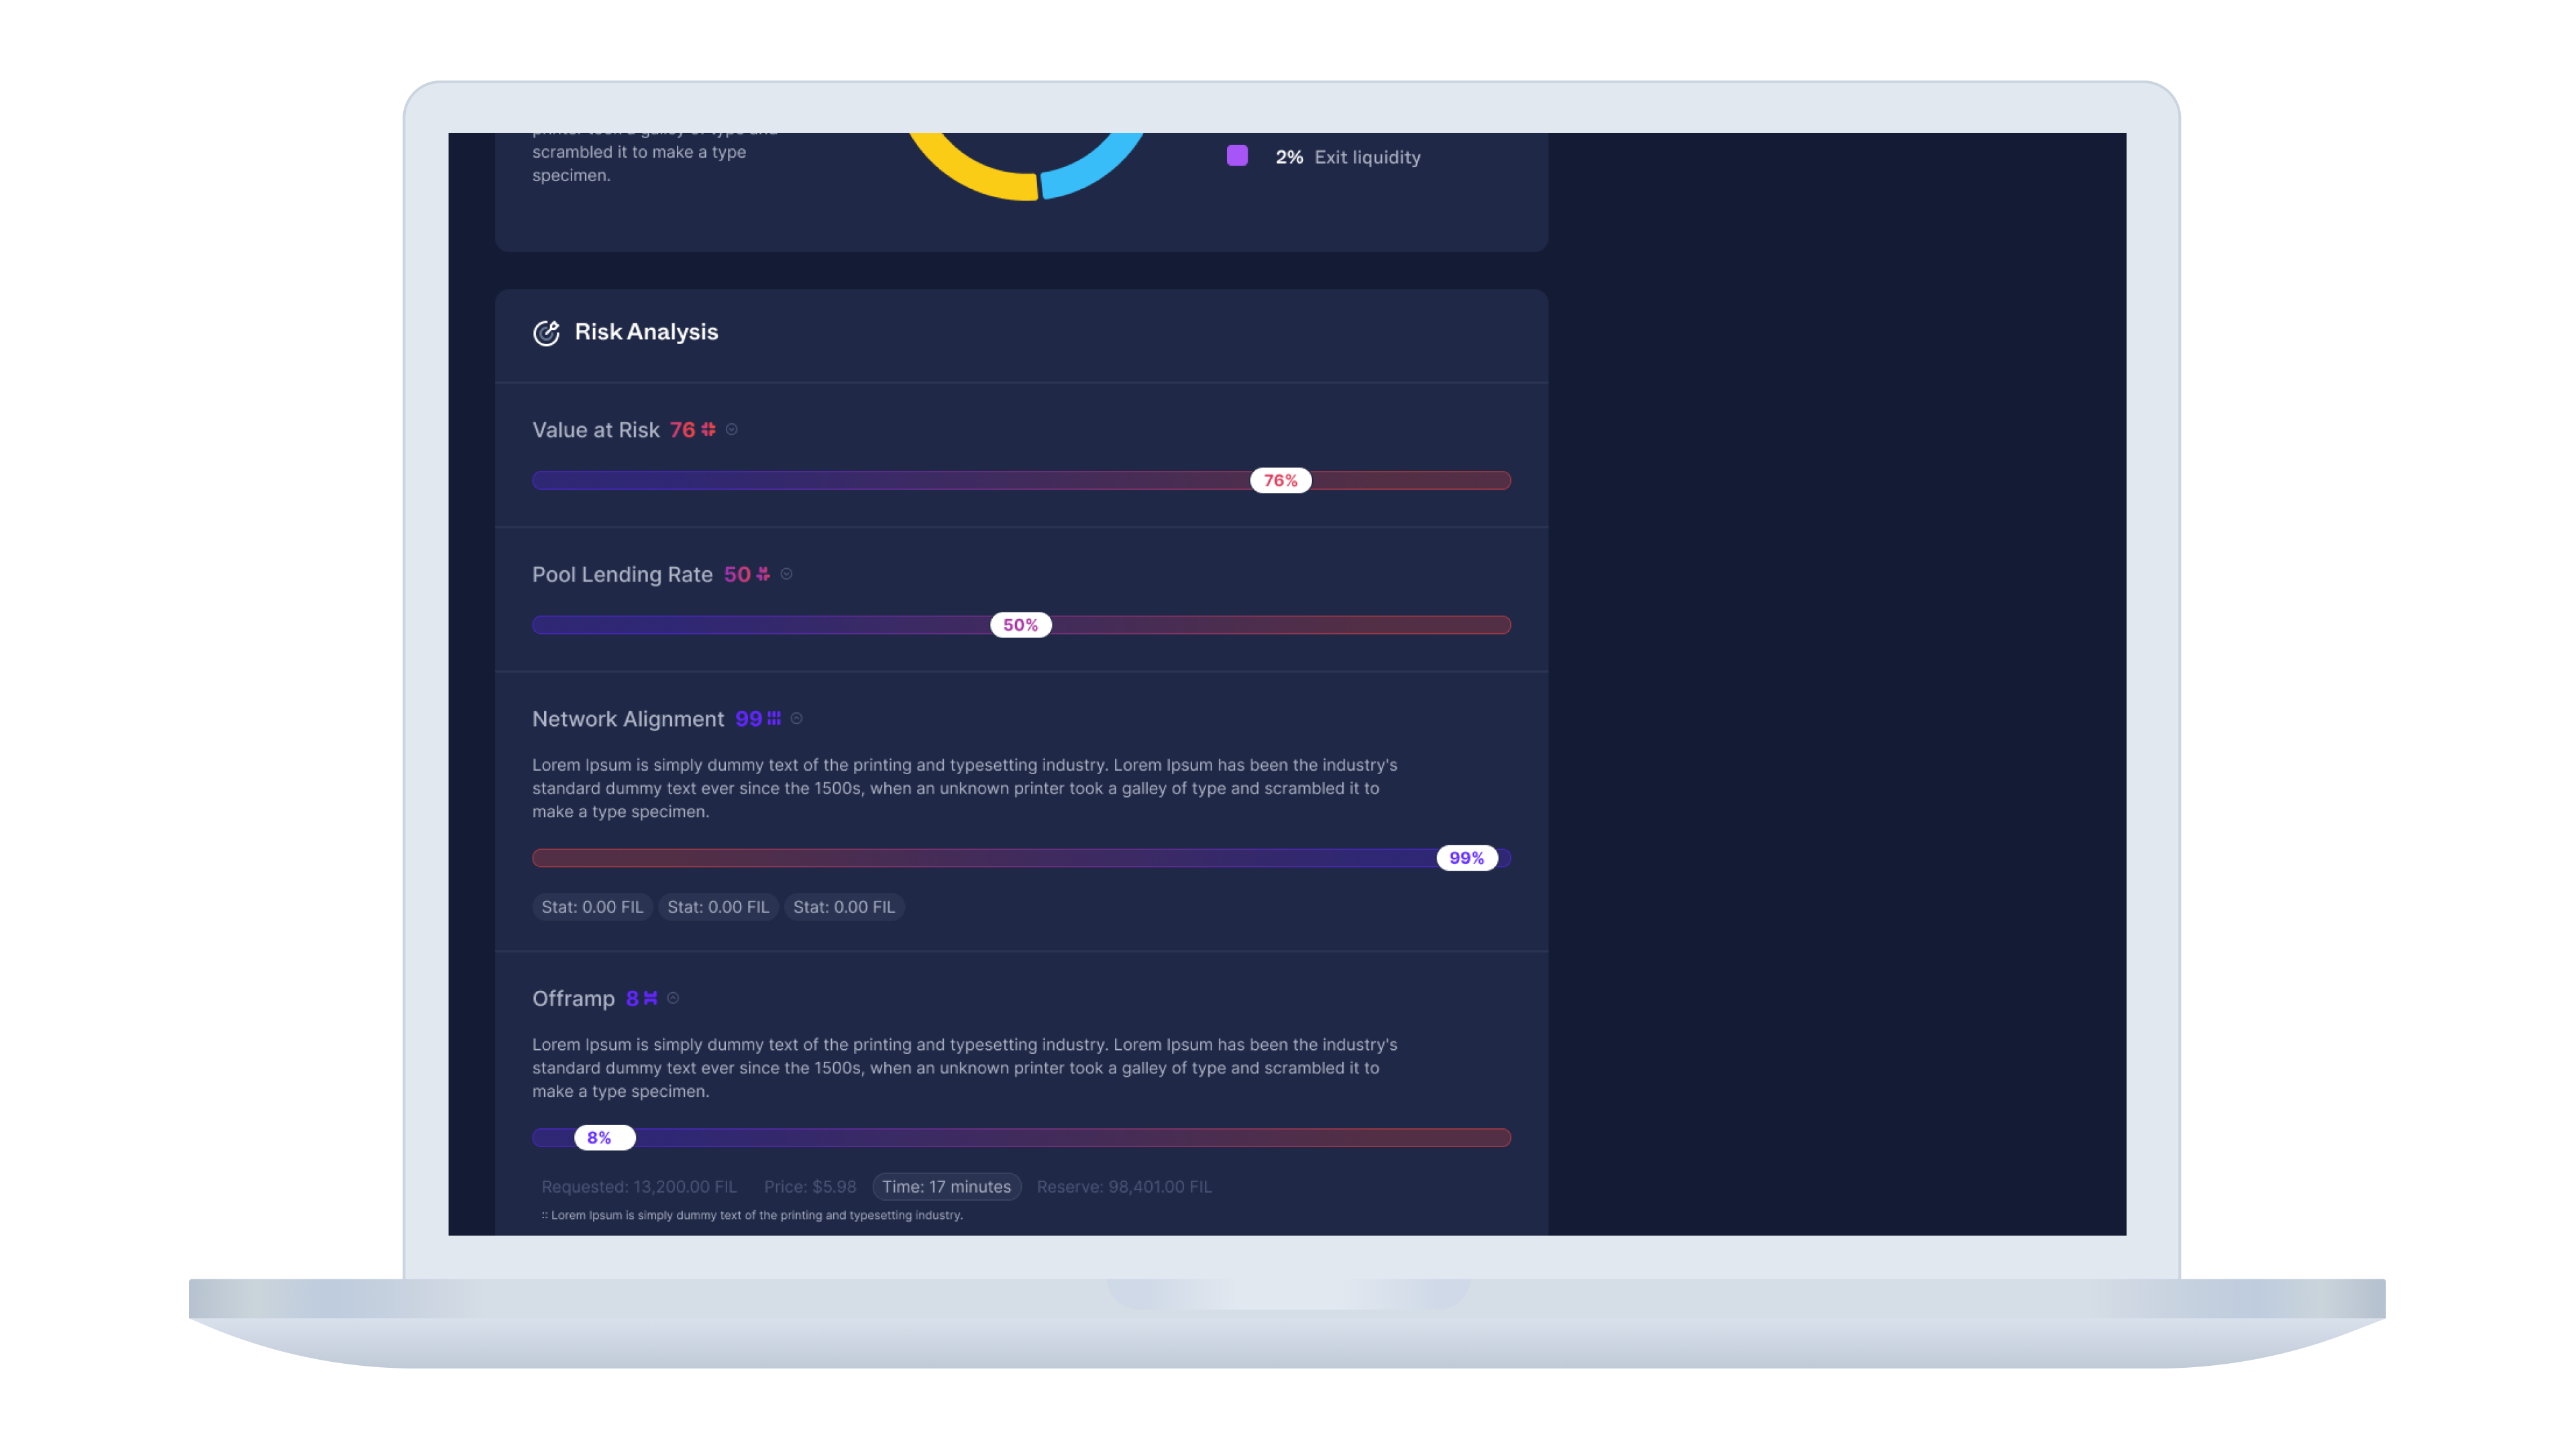 printer took a galley of type and
scrambled it to make a type
specimen.
2% Exit liquidity
Risk Analysis
Value at Risk 76
76%
Pool Lending Rate 50
50%
Network Alignment 99
Lorem Ipsum is simply dummy text of the printing and typesetting industry. Lorem Ipsum has been the industry's
standard dummy text ever since the 1500s, when an unknown printer took a galley of type and scrambled it to
make a type specimen.
99%
Stat: 0.00 FIL Stat: 0.00 FIL Stat: 0.00 FIL
Offramp 8
Lorem Ipsum is simply dummy text of the printing and typesetting industry. Lorem Ipsum has been the industry's
standard dummy text ever since the 1500s, when an unknown printer took a galley of type and scrambled it to
make a type specimen.
8%
Requested: 13,200.00 FIL Price: $5.98 Time: 17 minutes Reserve: 98,401.00 FIL
:: Lorem Ipsum is simply dummy text of the printing and typesetting industry.